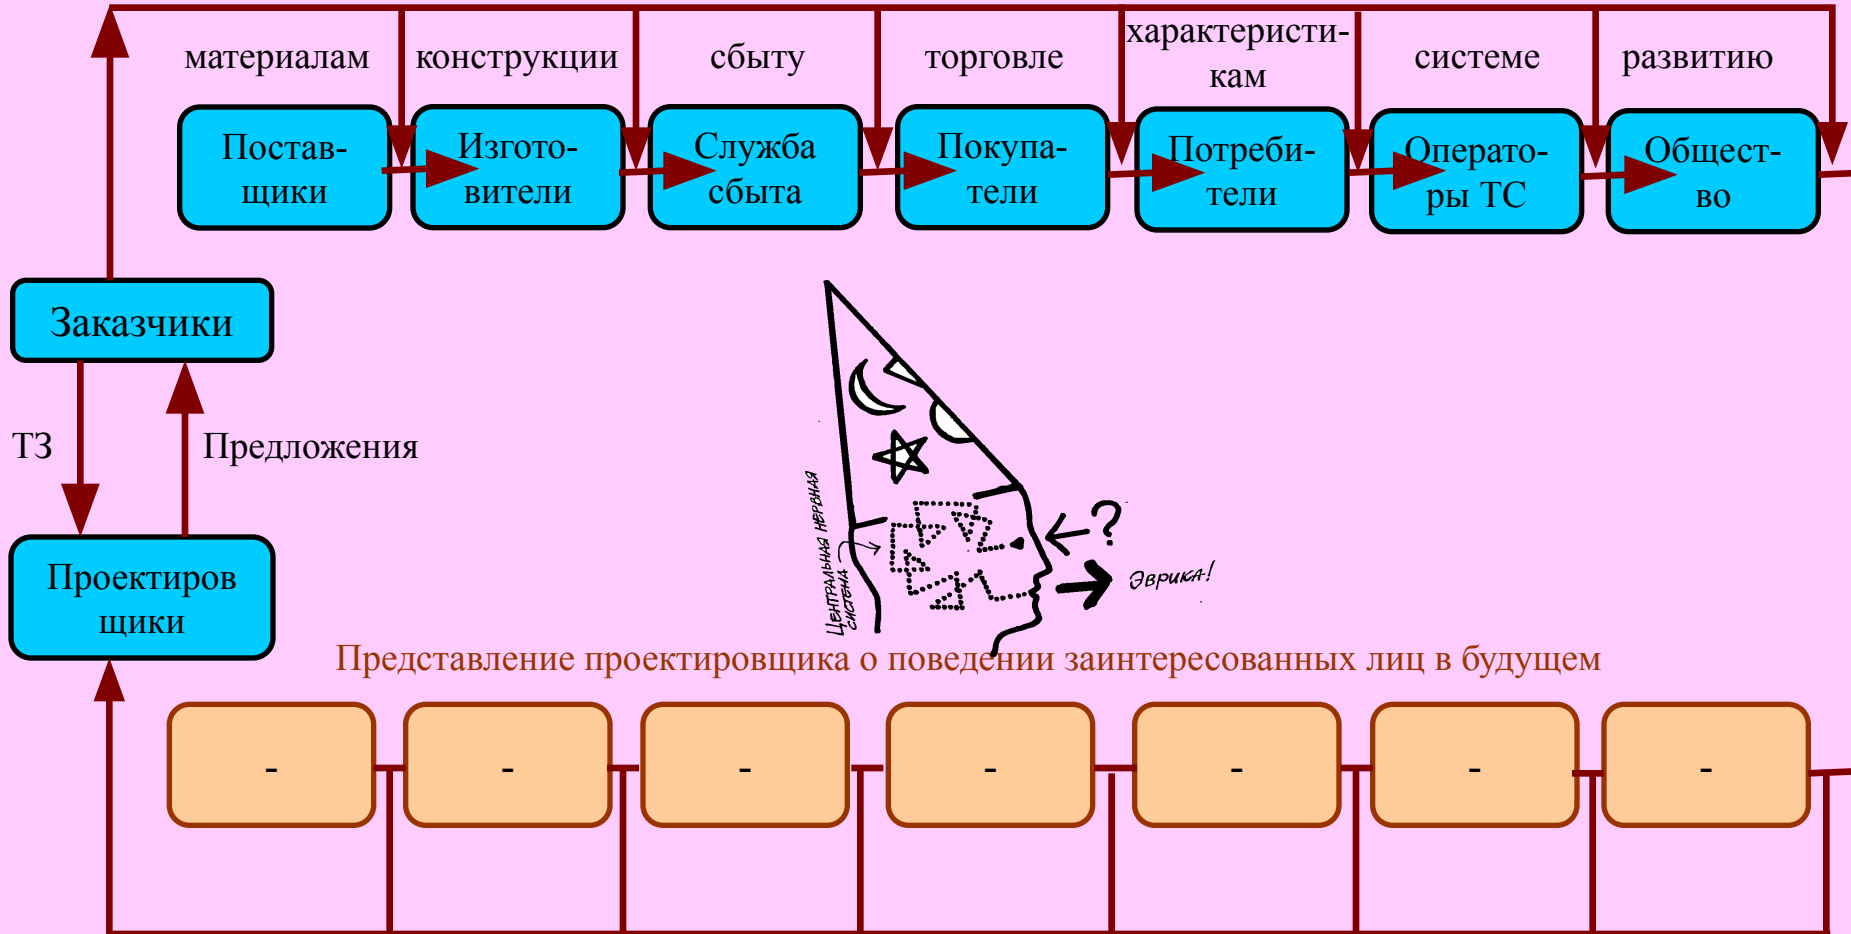 материалам
конструкции
сбыту
торговле
характеристи-
кам
системе
развитию
Постав-
щики
Изгото-
вители
Служба
сбыта
Покупа-
тели
Потреби-
тели
Операто-
ры ТС
Общест-
во
Заказчики
ТЗ
Предложения
Проектиров
щики
Центральная нервная
система
?
Эврика!
Представление проектировщика о поведении заинтересованных лиц в будущем
-
-
-
-
-
-
-